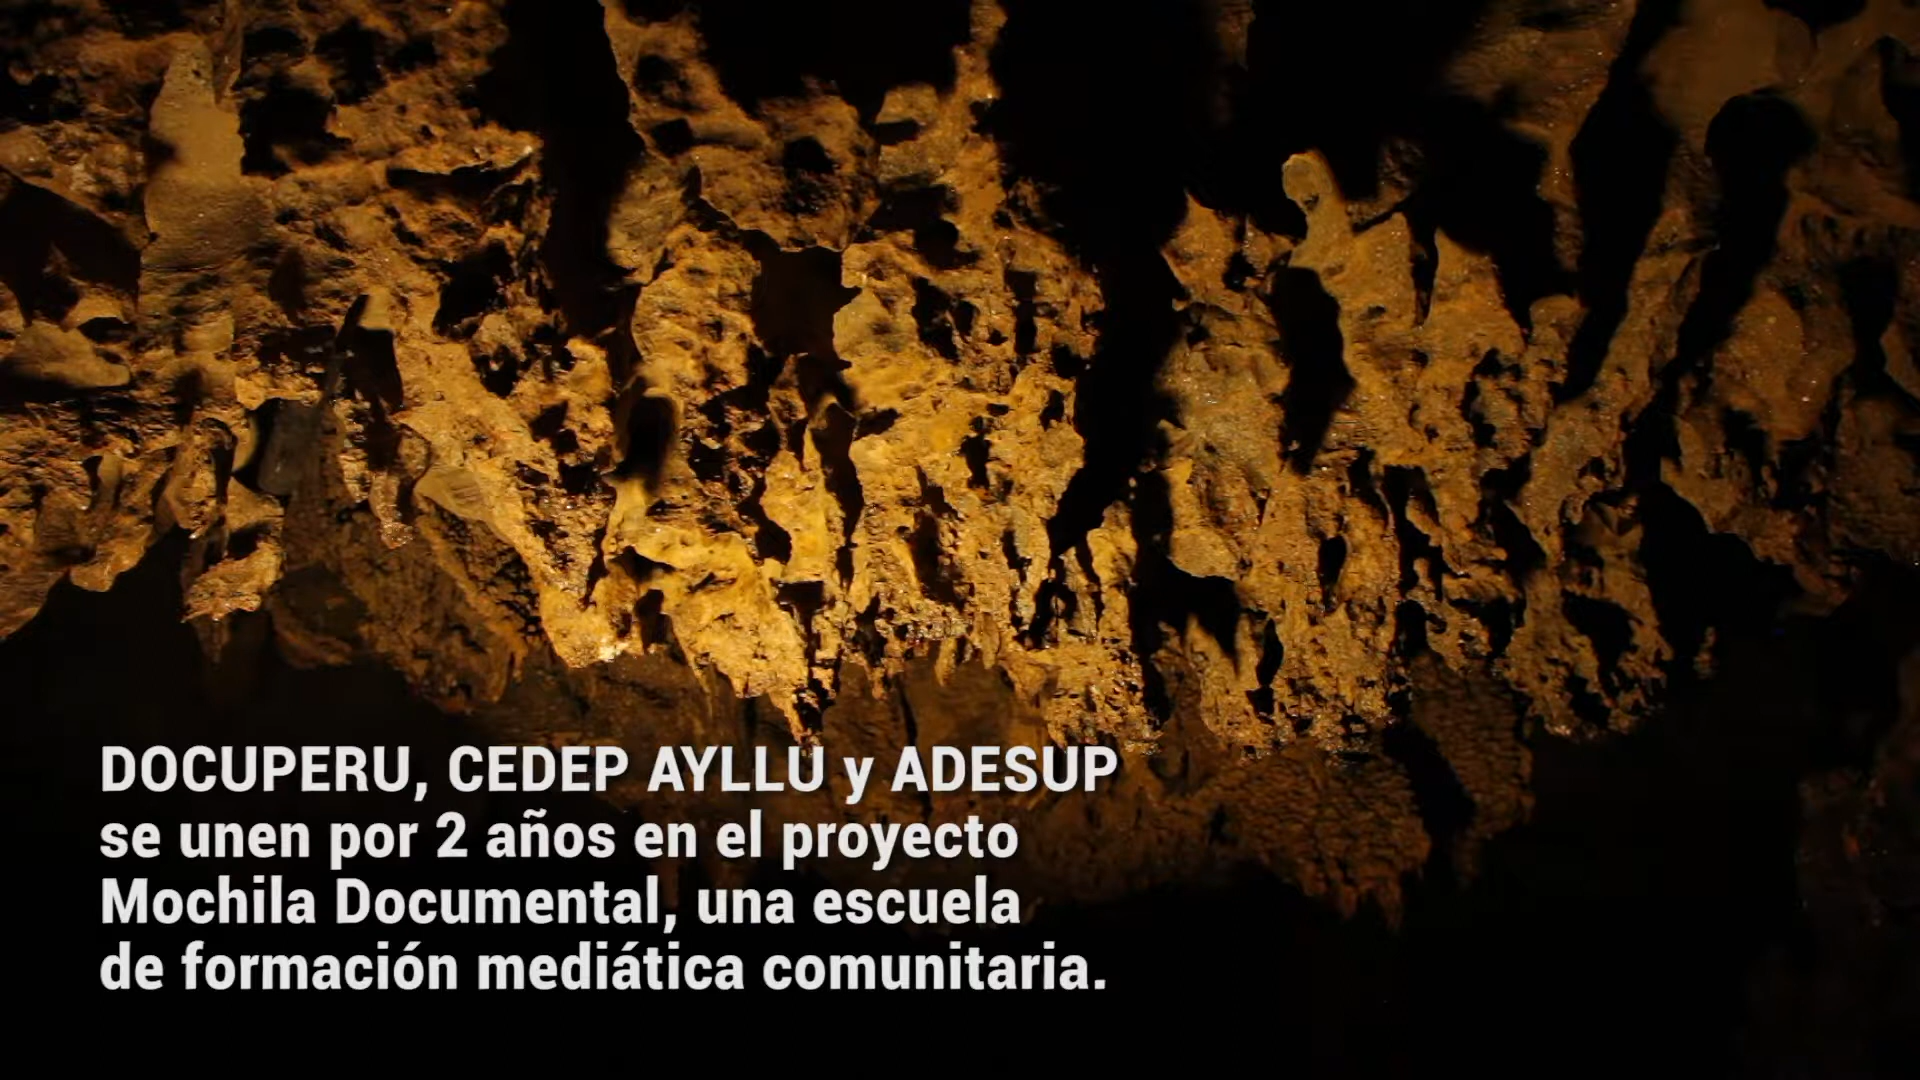 DOCUPERU, CEDEP AYLLU y ADESUP
se unen por 2 años en el proyecto
Mochila Documental, una escuela
de formación mediática comunitaria.